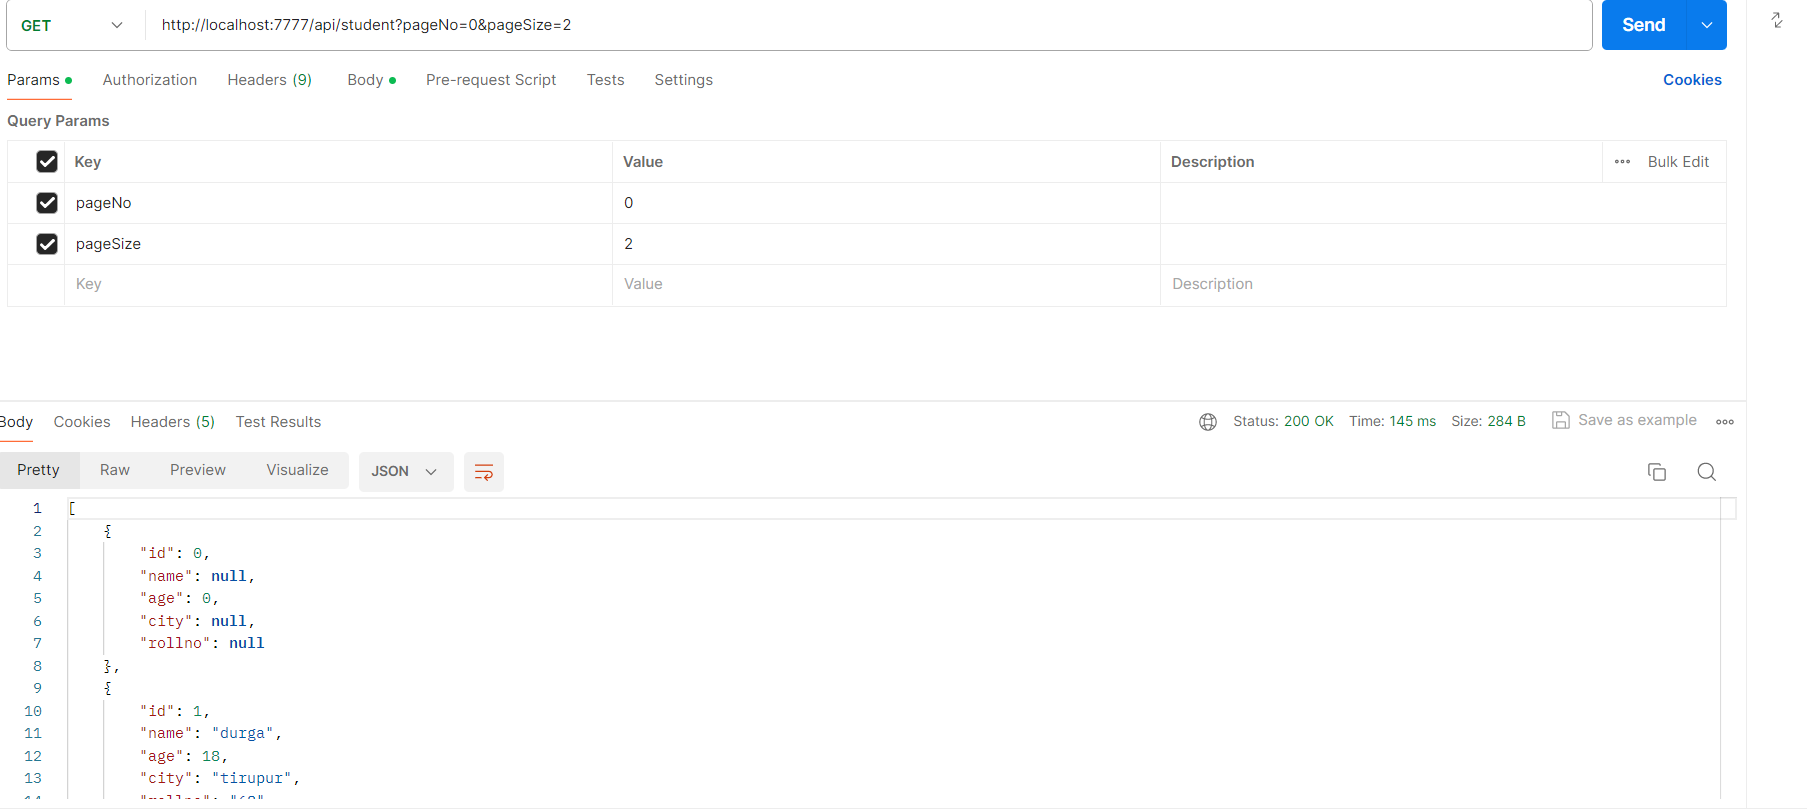 GET http://localhost:7777/api/student?pageNo=0&pageSize=2 Send
Params Authorization Headers (9) Body Pre-request Script Tests Settings Cookies
Query Params
Key Value Description ••• Bulk Edit
pageNo 0
pageSize 2
Key Value Description
Body Cookies Headers (5) Test Results Status: 200 OK Time: 145 ms Size: 284 B Save as example
Pretty Raw Preview Visualize JSON
1 [
2 {
3 "id": 0,
4 "name": null,
5 "age": 0,
6 "city": null,
7 "rollno": null
8 },
9 {
10 "id": 1,
11 "name": "durga",
12 "age": 18,
13 "city": "tirupur",